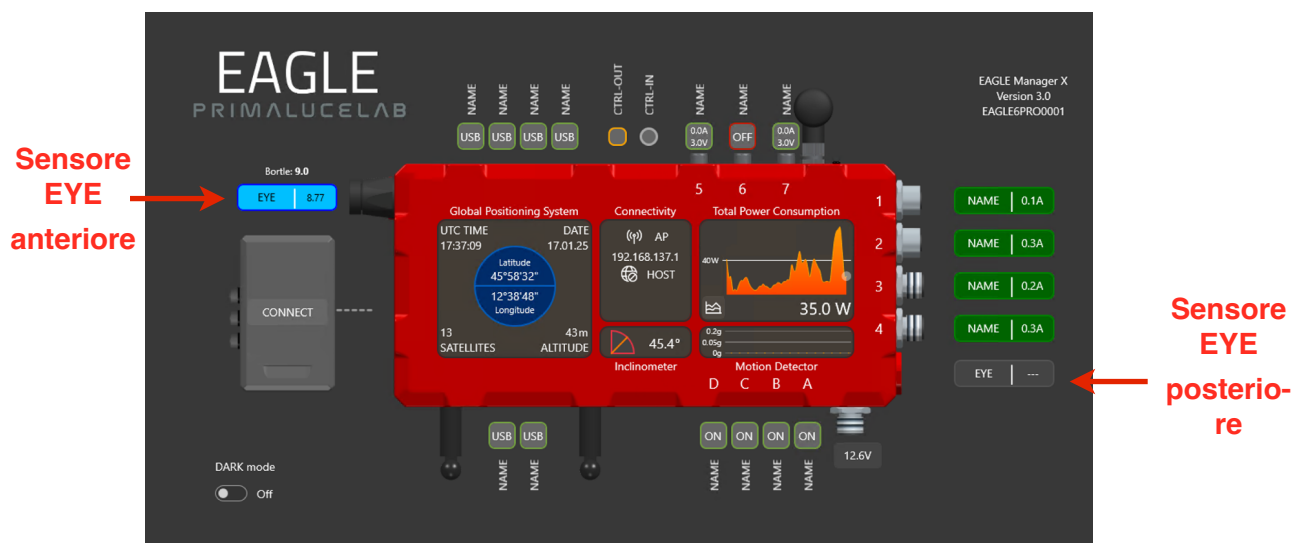 EAGLE
PRIMALUCELAB
EAGLE Manager X
Version 3.0
EAGLE6PRO0001
NAME
NAME
NAME
NAME
CTRL-OUT
CTRL-IN
NAME
NAME
NAME
USB
USB
USB
USB
0.0A
3.0V
OFF
0.0A
3.0V
Sensore
EYE
anteriore
Bortle: 9.0
EYE 8.77
5 6 7
1
2
3
4
Global Positioning System
UTC TIME DATE
17:37:09 17.01.25
Latitude
45°58'32"
12°38'48"
Longitude
13 43m
SATELLITES ALTITUDE
Connectivity
AP
192.168.137.1
HOST
45.4°
Inclinometer
Total Power Consumption
40W
35.0 W
0.2g
0.05g
0g
Motion Detector
D C B A
NAME 0.1A
NAME 0.3A
NAME 0.2A
NAME 0.3A
EYE ---
Sensore
EYE
posterio-
re
CONNECT
USB
USB
NAME
NAME
ON
ON
ON
ON
NAME
NAME
NAME
NAME
12.6V
DARK mode
Off